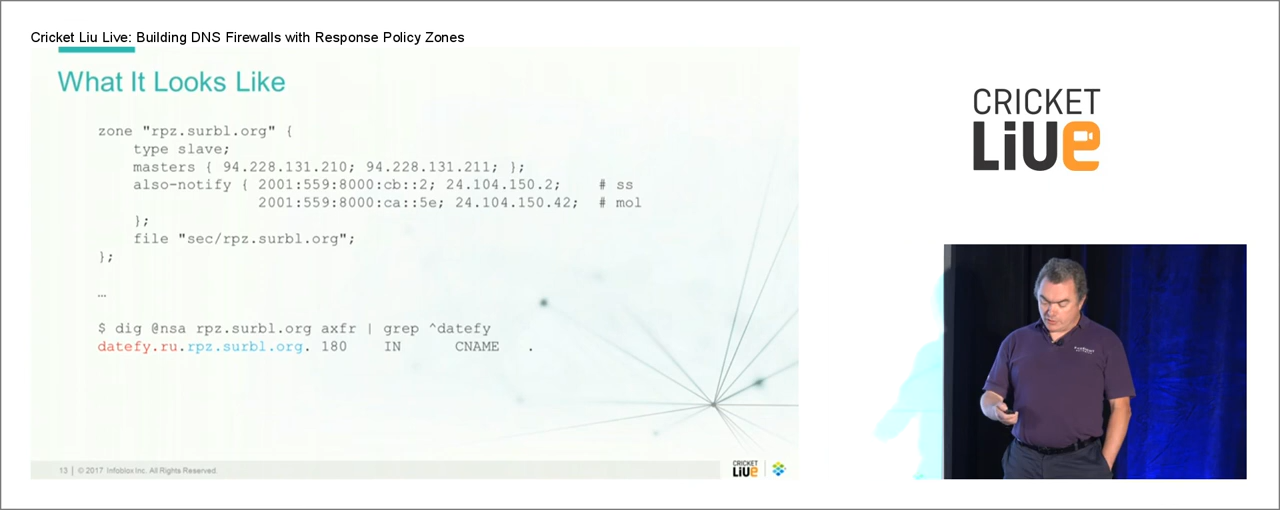 Cricket Liu Live: Building DNS Firewalls with Response Policy Zones
What It Looks Like
zone "rpz.surbl.org" {
type slave;
masters { 94.228.131.210; 94.228.131.211; };
also-notify { 2001:559:8000:cb::2; 24.104.150.2; # ss
2001:559:8000:ca::5e; 24.104.150.42; # mol
};
file "sec/rpz.surbl.org";
};
…
$ dig @nsa rpz.surbl.org axfr | grep ^datefy
datefy.ru.rpz.surbl.org. 180 IN CNAME .
13 | © 2017 Infoblox Inc. All Rights Reserved.
CRICKET
LiUe
CRICKET
LiUe